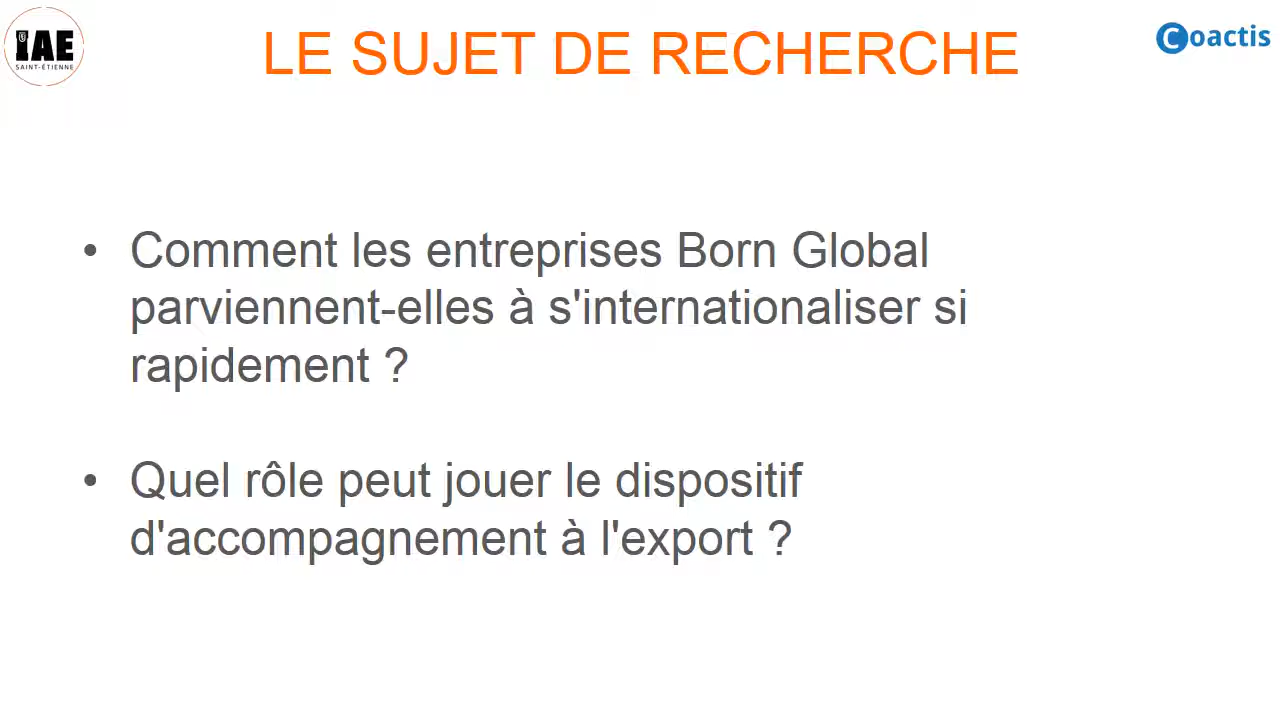 IAE
SAINT-ÉTIENNE
LE SUJET DE RECHERCHE
Coactis
• Comment les entreprises Born Global
parviennent-elles à s'internationaliser si
rapidement ?
• Quel rôle peut jouer le dispositif
d'accompagnement à l'export ?